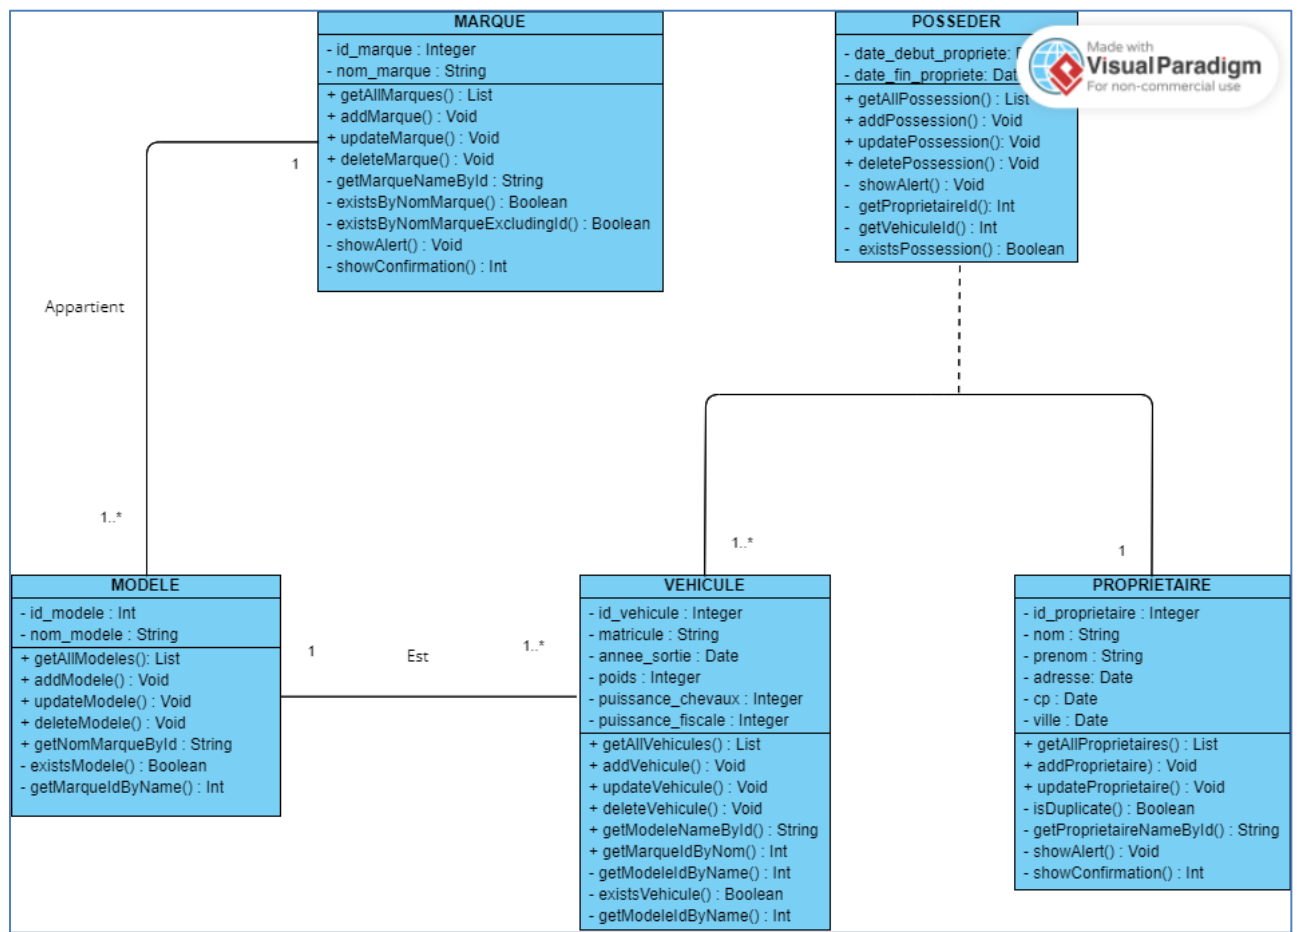 MARQUE
- id_marque : Integer
- nom_marque : String
+ getAllMarques() : List
+ addMarque() : Void
+ updateMarque() : Void
+ deleteMarque() : Void
- getMarqueNameById : String
- existsByNomMarque() : Boolean
- existsByNomMarqueExcludingId() : Boolean
- showAlert() : Void
- showConfirmation() : Int
POSSEDER
- date_debut_propriete:
- date_fin_propriete: Dat
+ getAllPossession() : List
+ addPossession() : Void
+ updatePossession(): Void
+ deletePossession() : Void
- showAlert() : Void
- getProprietaireId(): Int
- getVehiculeId() : Int
- existsPossession() : Boolean
Made with
Visual Paradigm
For non-commercial use
1
Appartient
1..*
1..*
1
MODELE
- id_modele : Int
- nom_modele : String
+ getAllModeles(): List
+ addModele() : Void
+ updateModele() : Void
+ deleteModele() : Void
+ getNomMarqueById : String
- existsModele() : Boolean
- getMarqueIdByName() : Int
1
Est
1..*
VEHICULE
- id_vehicule : Integer
- matricule : String
- annee_sortie : Date
- poids : Integer
- puissance_chevaux : Integer
- puissance_fiscale : Integer
+ getAllVehicules() : List
+ addVehicule() : Void
+ updateVehicule() : Void
+ deleteVehicule() : Void
+ getModeleNameById() : String
+ getMarqueIdByNom() : Int
- getModeleIdByName() : Int
- existsVehicule() : Boolean
- getModeleIdByName() : Int
PROPRIETAIRE
- id_proprietaire : Integer
- nom : String
- prenom : String
- adresse: Date
- cp : Date
- ville : Date
+ getAllProprietaires() : List
+ addProprietaire) : Void
+ updateProprietaire() : Void
- isDuplicate() : Boolean
- getProprietaireNameById() : String
- showAlert() : Void
- showConfirmation() : Int